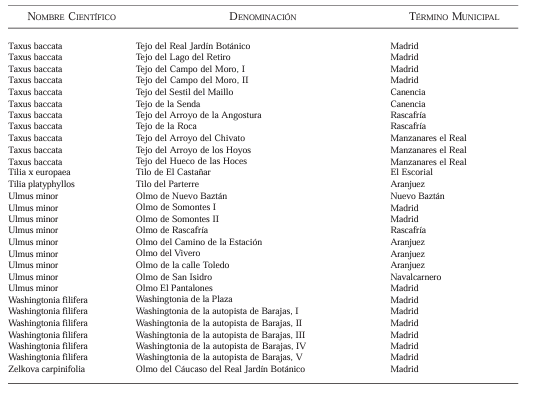 NOMBRE CIENTÍFICO DENOMINACIÓN TÉRMINO MUNICIPAL
Taxus baccata Tejo del Real Jardín Botánico Madrid
Taxus baccata Tejo del Lago del Retiro Madrid
Taxus baccata Tejo del Campo del Moro, I Madrid
Taxus baccata Tejo del Campo del Moro, II Madrid
Taxus baccata Tejo del Sestil del Maillo Canencia
Taxus baccata Tejo de la Senda Canencia
Taxus baccata Tejo del Arroyo de la Angostura Rascafría
Taxus baccata Tejo de la Roca Rascafría
Taxus baccata Tejo del Arroyo del Chivato Manzanares el Real
Taxus baccata Tejo del Arroyo de los Hoyos Manzanares el Real
Taxus baccata Tejo del Hueco de las Hoces Manzanares el Real
Tilia x europaea Tilo de El Castañar El Escorial
Tilia platyphyllos Tilo del Parterre Aranjuez
Ulmus minor Olmo de Nuevo Baztán Nuevo Baztán
Ulmus minor Olmo de Somontes I Madrid
Ulmus minor Olmo de Somontes II Madrid
Ulmus minor Olmo de Rascafría Rascafría
Ulmus minor Olmo del Camino de la Estación Aranjuez
Ulmus minor Olmo del Vivero Aranjuez
Ulmus minor Olmo de la calle Toledo Aranjuez
Ulmus minor Olmo de San Isidro Navalcarnero
Ulmus minor Olmo El Pantalones Madrid
Washingtonia filifera Washingtonia de la Plaza Madrid
Washingtonia filifera Washingtonia de la autopista de Barajas, I Madrid
Washingtonia filifera Washingtonia de la autopista de Barajas, II Madrid
Washingtonia filifera Washingtonia de la autopista de Barajas, III Madrid
Washingtonia filifera Washingtonia de la autopista de Barajas, IV Madrid
Washingtonia filifera Washingtonia de la autopista de Barajas, V Madrid
Zelkova carpinifolia Olmo del Cáucaso del Real Jardín Botánico Madrid